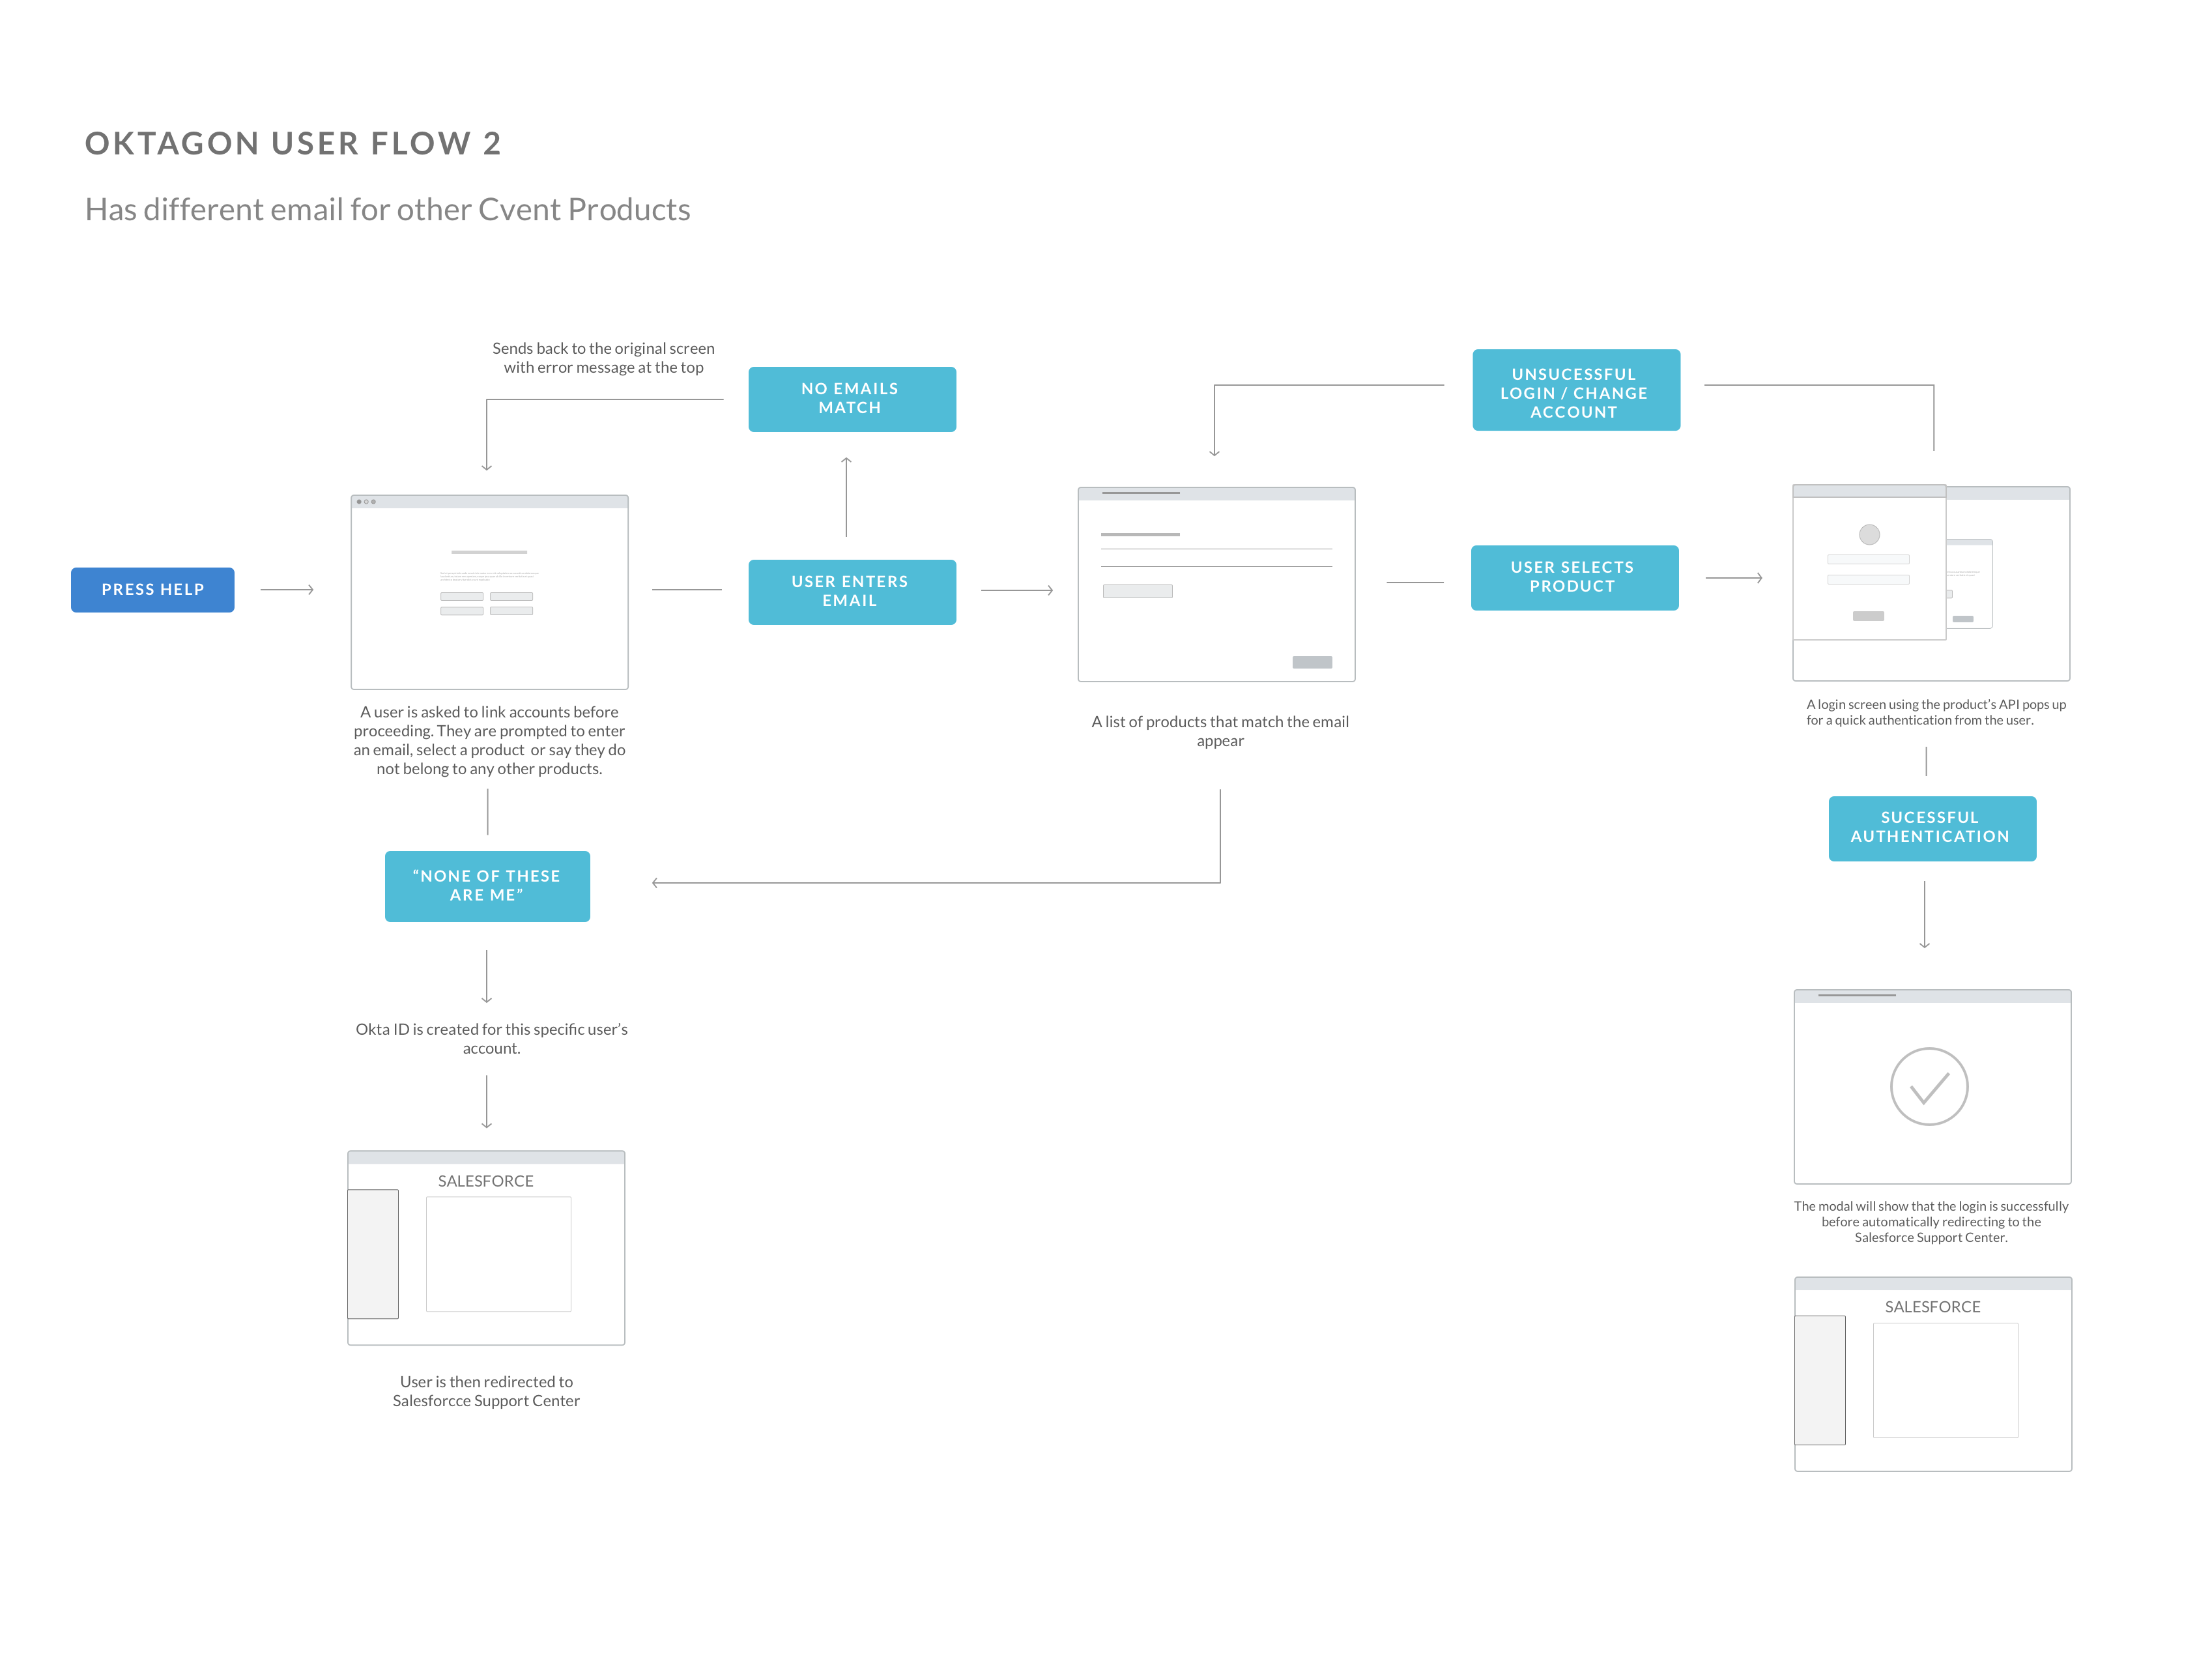 OKTAGON USER FLOW 2
Has different email for other Cvent Products
Sends back to the original screen
with error message at the top
NO EMAILS
MATCH
UNSUCESSFUL
LOGIN / CHANGE
ACCOUNT
PRESS HELP
USER ENTERS
EMAIL
USER SELECTS
PRODUCT
A user is asked to link accounts before
proceeding. They are prompted to enter
an email, select a product or say they do
not belong to any other products.
A list of products that match the email
appear
A login screen using the product's API pops up
for a quick authentication from the user.
SUCESSFUL
AUTHENTICATION
“NONE OF THESE
ARE ME”
Okta ID is created for this specific user's
account.
SALESFORCE
User is then redirected to
Salesforcce Support Center
The modal will show that the login is successfully
before automatically redirecting to the
Salesforce Support Center.
SALESFORCE